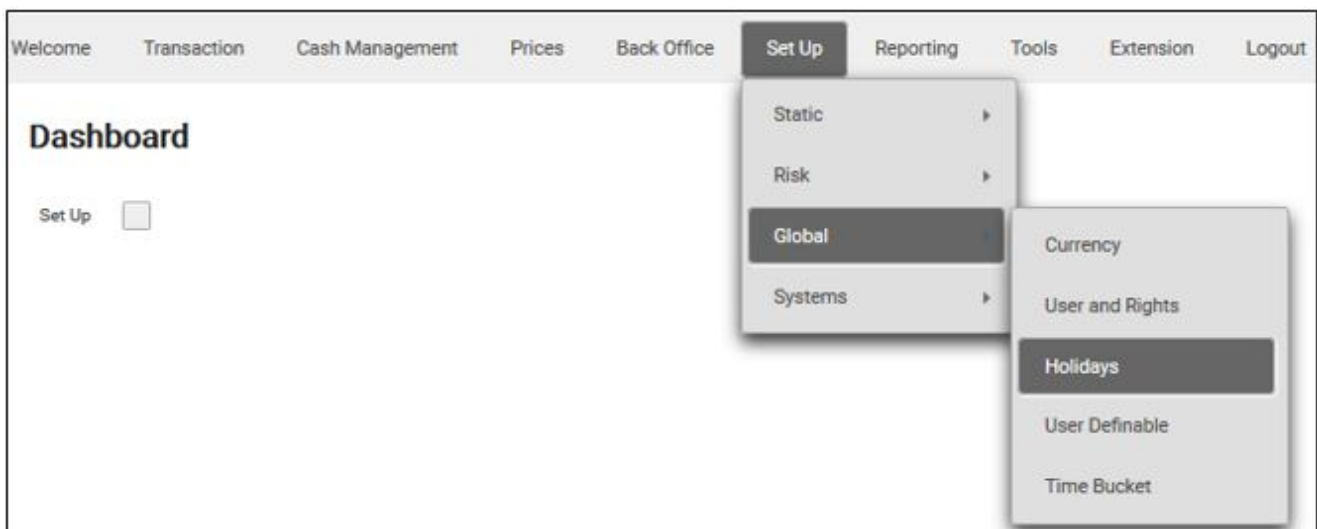 Welcome Transaction Cash Management Prices Back Office Set Up Reporting Tools Extension Logout
Dashboard
Set Up
Static
Risk
Global
Systems
Currency
User and Rights
Holidays
User Definable
Time Bucket